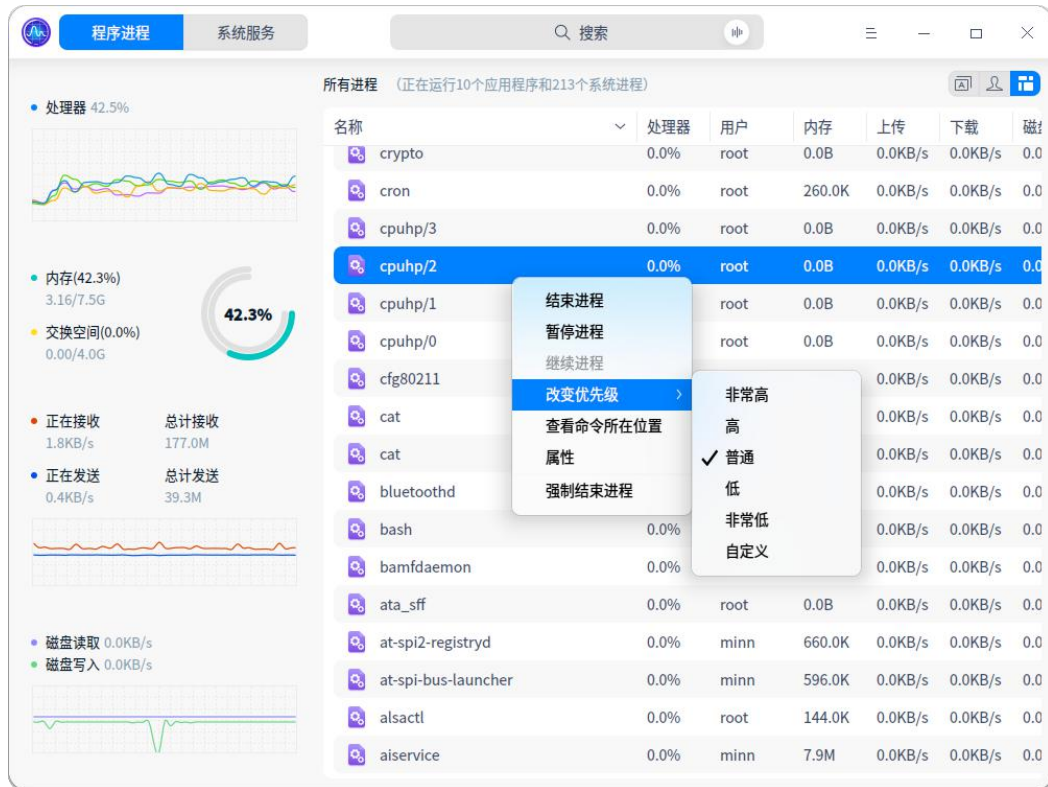 程序进程 系统服务 搜索
处理器 42.5%
内存(42.3%)
3.16/7.5G
交换空间(0.0%)
0.00/4.0G
42.3%
正在接收 总计接收
1.8KB/s 177.0M
正在发送 总计发送
0.4KB/s 39.3M
磁盘读取 0.0KB/s
磁盘写入 0.0KB/s
所有进程 （正在运行10个应用程序和213个系统进程）
名称 处理器 用户 内存 上传 下载
crypto 0.0% root 0.0B 0.0KB/s 0.0KB/s 0.0
cron 0.0% root 260.0K 0.0KB/s 0.0KB/s 0.0
cpuhp/3 0.0% root 0.0B 0.0KB/s 0.0KB/s 0.0
cpuhp/2 0.0% root 0.0B 0.0KB/s 0.0KB/s 0.0
cpuhp/1 root 0.0B 0.0KB/s 0.0KB/s 0.0
cpuhp/0 root 0.0B 0.0KB/s 0.0KB/s 0.0
cfg80211 0.0KB/s 0.0KB/s 0.0
cat 0.0KB/s 0.0KB/s 0.0
cat 0.0KB/s 0.0KB/s 0.0
bluetoothd 0.0KB/s 0.0KB/s 0.0
bash 0.0% 0.0KB/s 0.0KB/s 0.0
bamfdaemon 0.0% 0.0KB/s 0.0KB/s 0.0
ata_sff 0.0% root 0.0B 0.0KB/s 0.0KB/s 0.0
at-spi2-registryd 0.0% minn 660.0K 0.0KB/s 0.0KB/s 0.0
at-spi-bus-launcher 0.0% minn 596.0K 0.0KB/s 0.0KB/s 0.0
alsactl 0.0% root 144.0K 0.0KB/s 0.0KB/s 0.0
aiservice 0.0% minn 7.9M 0.0KB/s 0.0KB/s 0.0
结束进程
暂停进程
继续进程
改变优先级
查看命令所在位置
属性
强制结束进程
非常高
高
普通
低
非常低
自定义